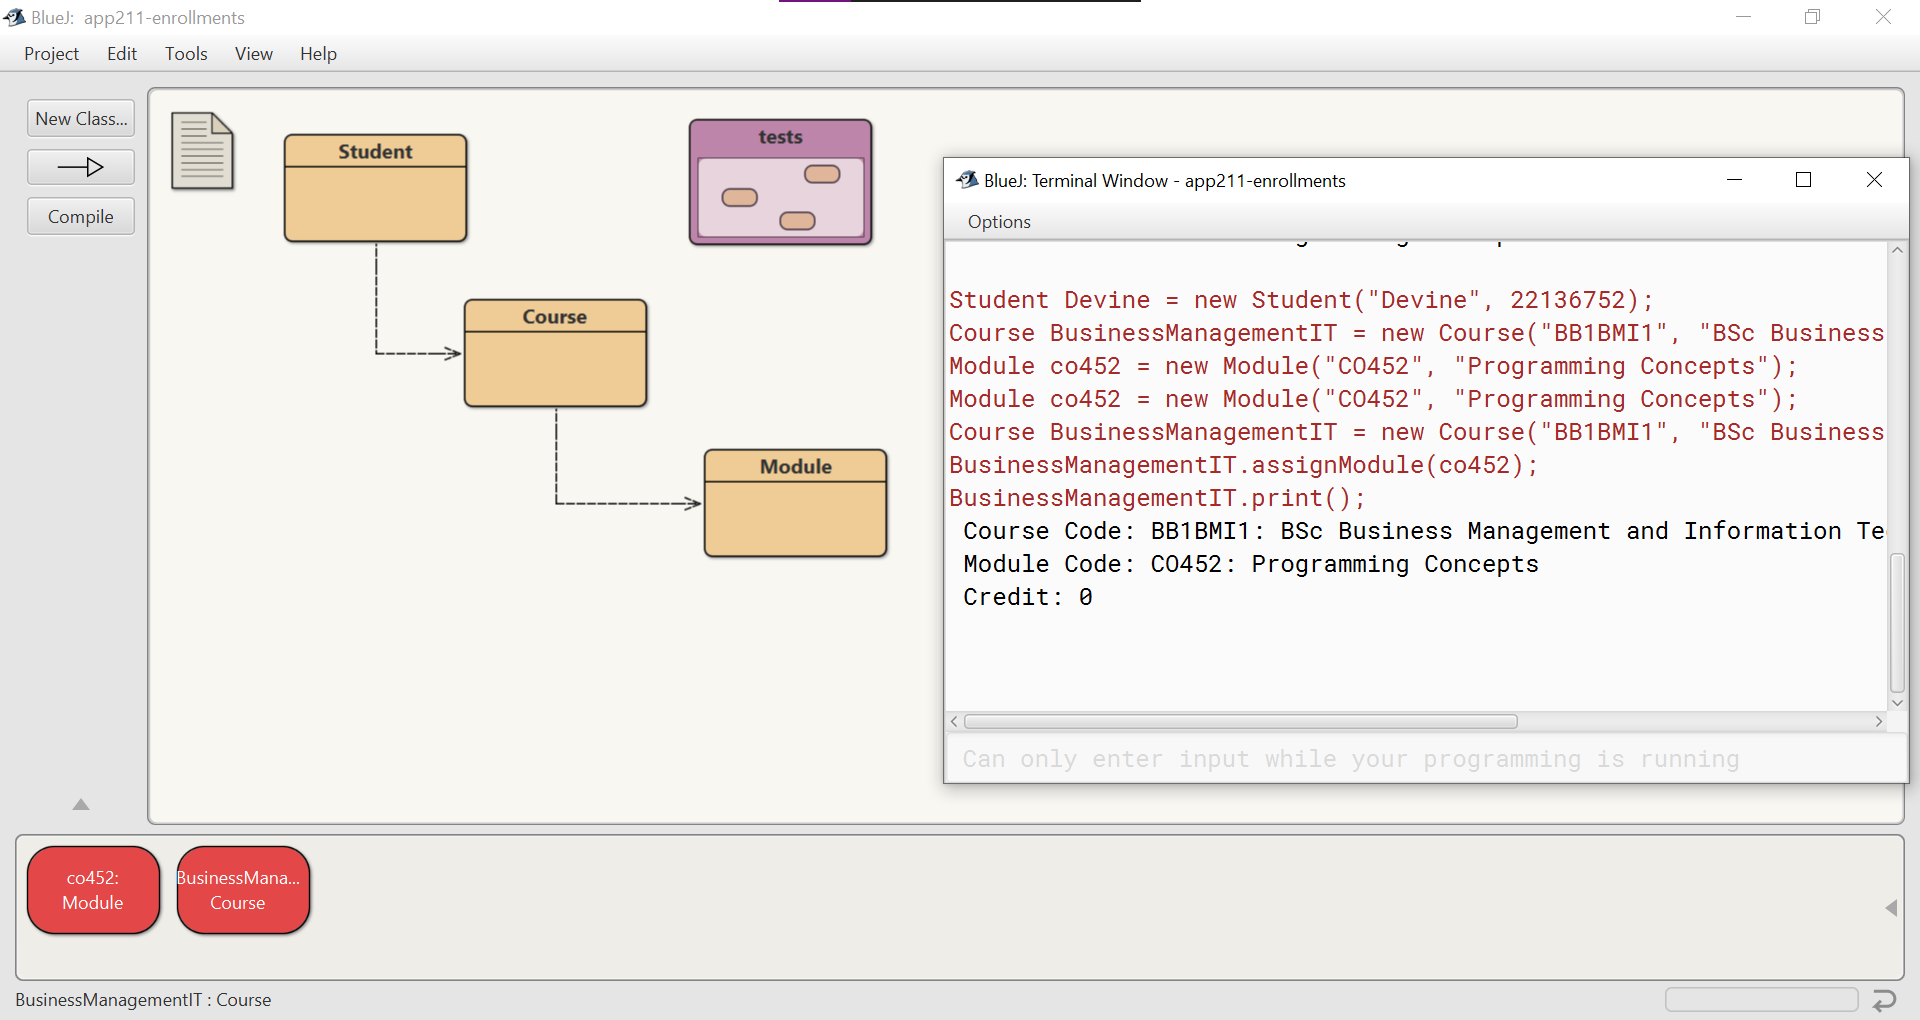 BlueJ: app211-enrollments
Project Edit Tools View Help
New Class...
Compile
Student
tests
Course
Module
BlueJ: Terminal Window - app211-enrollments
Options
Student Devine = new Student("Devine", 22136752);
Course BusinessManagementIT = new Course("BB1BMI1", "BSc Business
Module co452 = new Module("CO452", "Programming Concepts");
Module co452 = new Module("CO452", "Programming Concepts");
Course BusinessManagementIT = new Course("BB1BMI1", "BSc Business
BusinessManagementIT.assignModule(co452);
BusinessManagementIT.print();
Course Code: BB1BMI1: BSc Business Management and Information Te
Module Code: CO452: Programming Concepts
Credit: 0
Can only enter input while your programming is running
co452:
Module
BusinessMana...
Course
BusinessManagementIT : Course